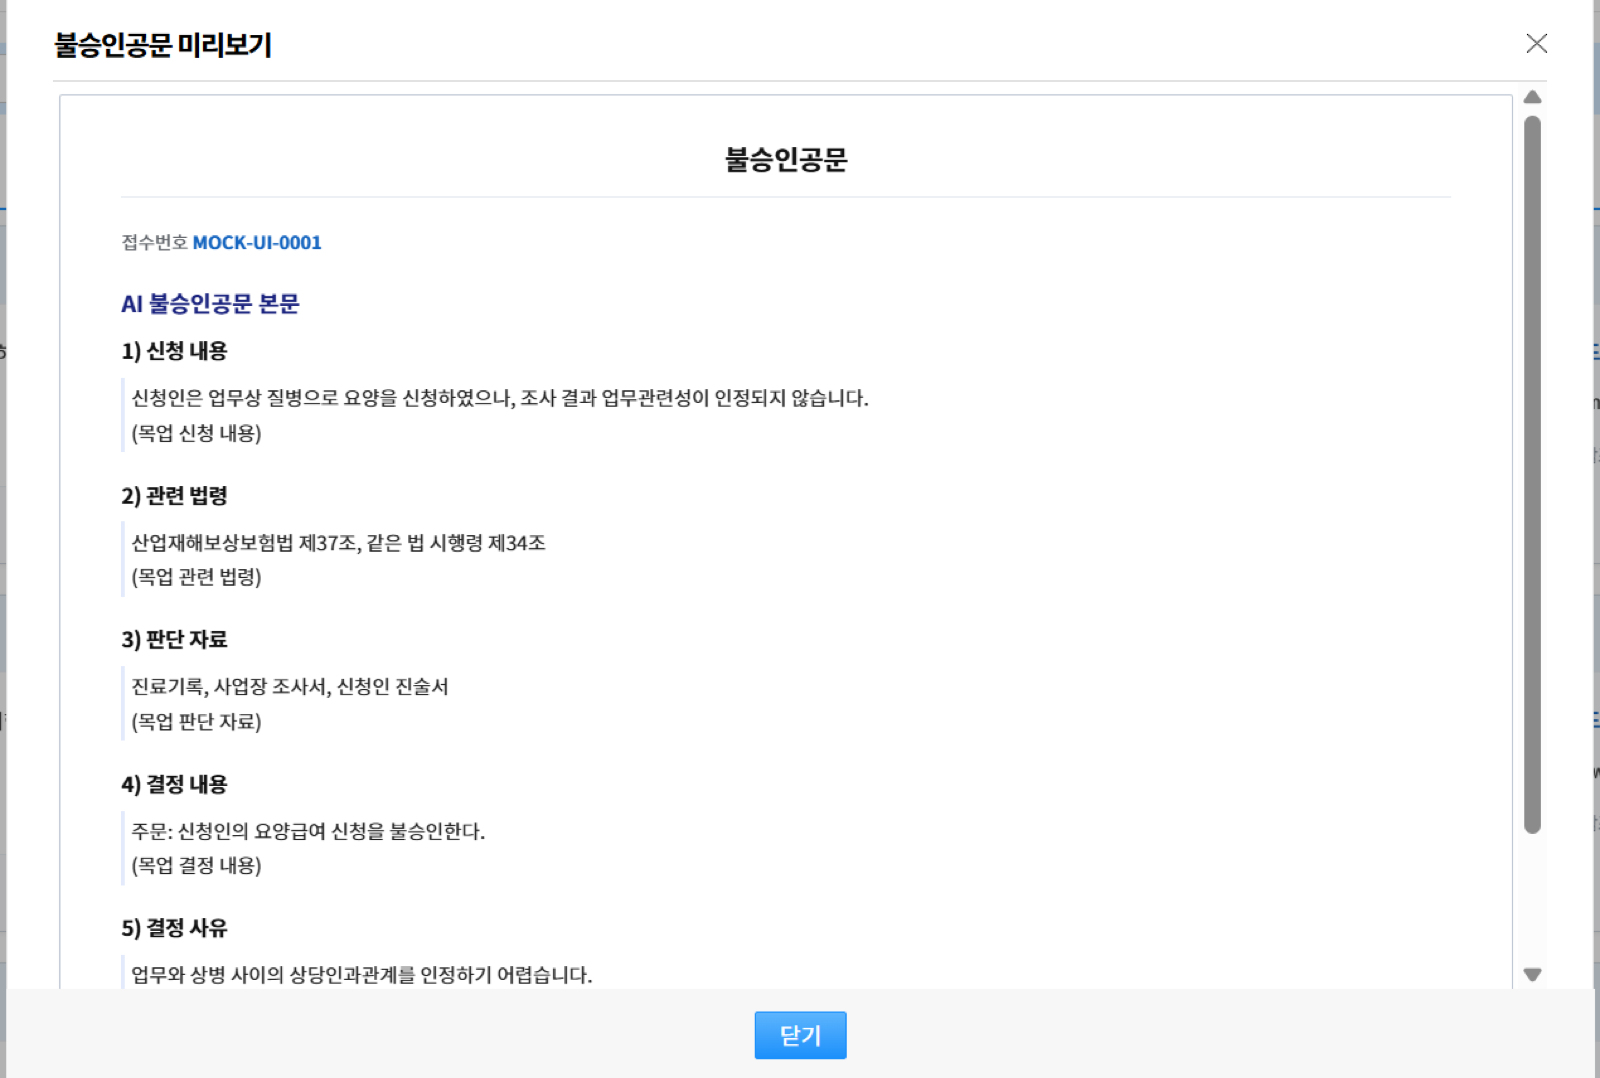 불승인공문 미리보기
불승인공문
접수번호 MOCK-UI-0001
AI 불승인공문 본문
1) 신청 내용
신청인은 업무상 질병으로 요양을 신청하였으나, 조사 결과 업무관련성이 인정되지 않습니다.
(목업 신청 내용)
2) 관련 법령
산업재해보상보험법 제37조, 같은 법 시행령 제34조
(목업 관련 법령)
3) 판단 자료
진료기록, 사업장 조사서, 신청인 진술서
(목업 판단 자료)
4) 결정 내용
주문: 신청인의 요양급여 신청을 불승인한다.
(목업 결정 내용)
5) 결정 사유
업무와 상병 사이의 상당인과관계를 인정하기 어렵습니다.
닫기